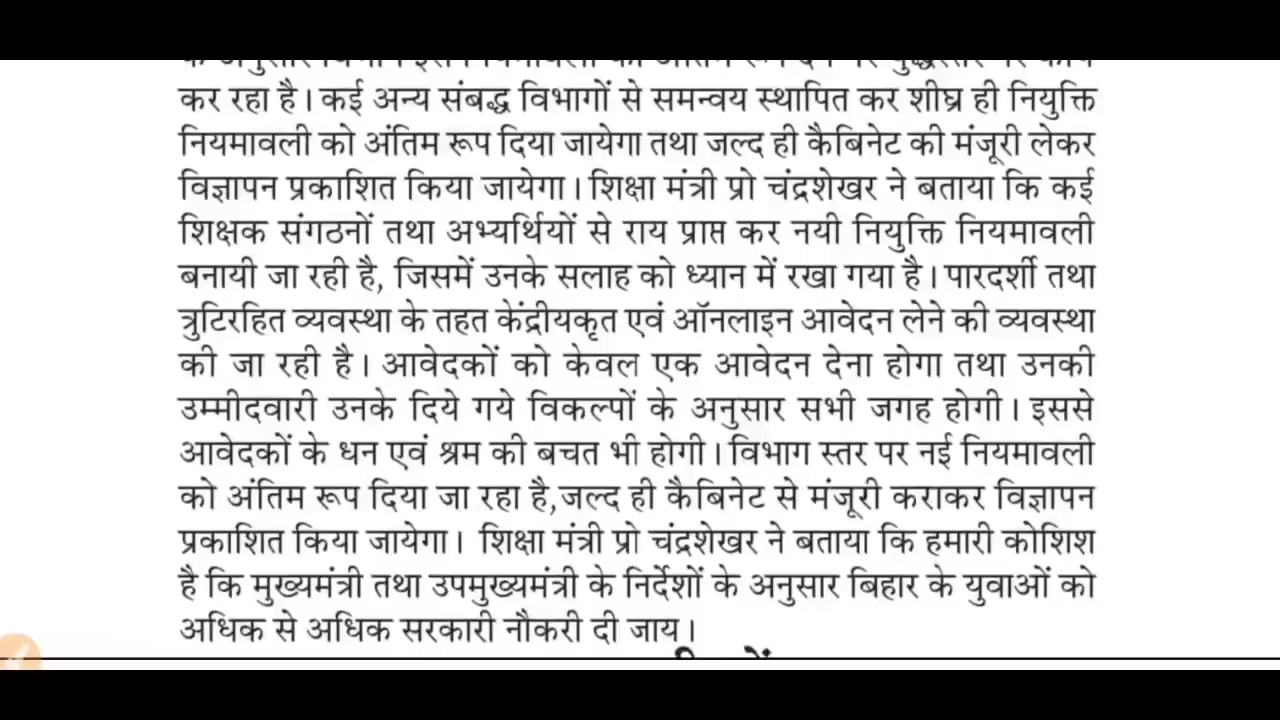 कर रहा है। कई अन्य संबद्ध विभागों से समन्वय स्थापित कर शीघ्र ही नियुक्ति
नियमावली को अंतिम रूप दिया जायेगा तथा जल्द ही कैबिनेट की मंजूरी लेकर
विज्ञापन प्रकाशित किया जायेगा। शिक्षा मंत्री प्रो चंद्रशेखर ने बताया कि कई
शिक्षक संगठनों तथा अभ्यर्थियों से राय प्राप्त कर नयी नियुक्ति नियमावली
बनायी जा रही है, जिसमें उनके सलाह को ध्यान में रखा गया है। पारदर्शी तथा
त्रुटिरहित व्यवस्था के तहत केंद्रीयकृत एवं ऑनलाइन आवेदन लेने की व्यवस्था
की जा रही है। आवेदकों को केवल एक आवेदन देना होगा तथा उनकी
उम्मीदवारी उनके दिये गये विकल्पों के अनुसार सभी जगह होगी। इससे
आवेदकों के धन एवं श्रम की बचत भी होगी। विभाग स्तर पर नई नियमावली
को अंतिम रूप दिया जा रहा है,जल्द ही कैबिनेट से मंजूरी कराकर विज्ञापन
प्रकाशित किया जायेगा। शिक्षा मंत्री प्रो चंद्रशेखर ने बताया कि हमारी कोशिश
है कि मुख्यमंत्री तथा उपमुख्यमंत्री के निर्देशों के अनुसार बिहार के युवाओं को
अधिक से अधिक सरकारी नौकरी दी जाय।